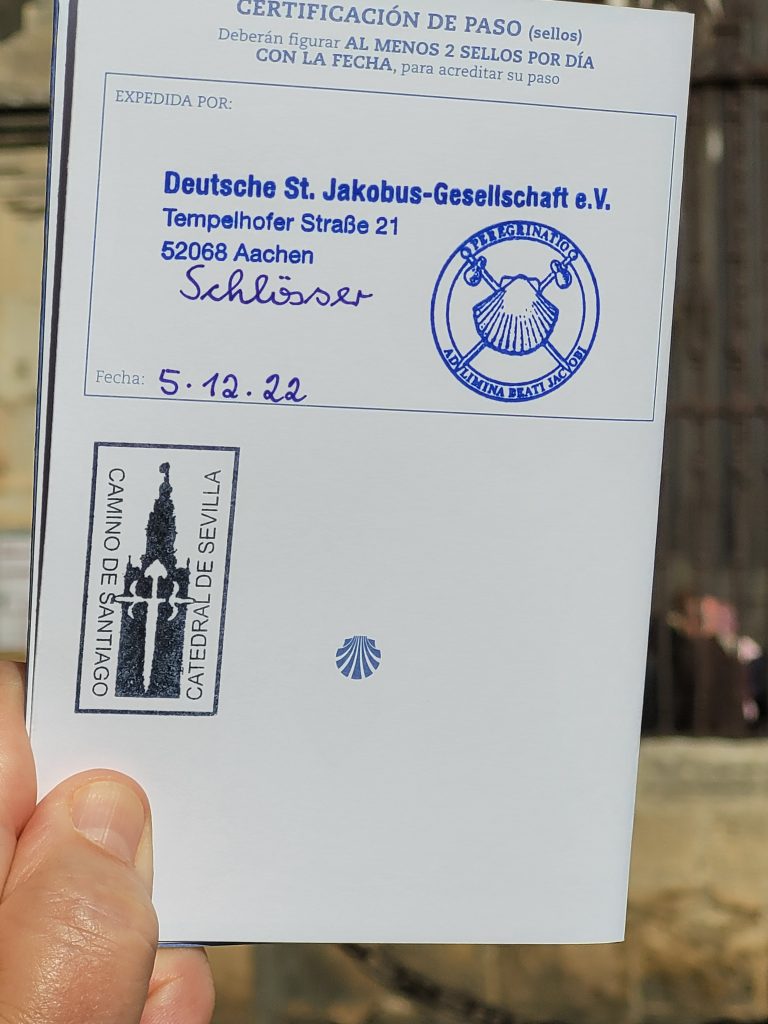 CERTIFICACIÓN DE PASO (sellos)
Deberán figurar AL MENOS 2 SELLOS POR DÍA
CON LA FECHA, para acreditar su paso
EXPEDIDA POR:
Deutsche St. Jakobus-Gesellschaft e.V.
Tempelhofer Straße 21
52068 Aachen
Schlösser
PEREGRINATIO
AD LIMINA BEATI JACOBI
Fecha: 5.12.22
CAMINO DE SANTIAGO
CATEDRAL DE SEVILLA